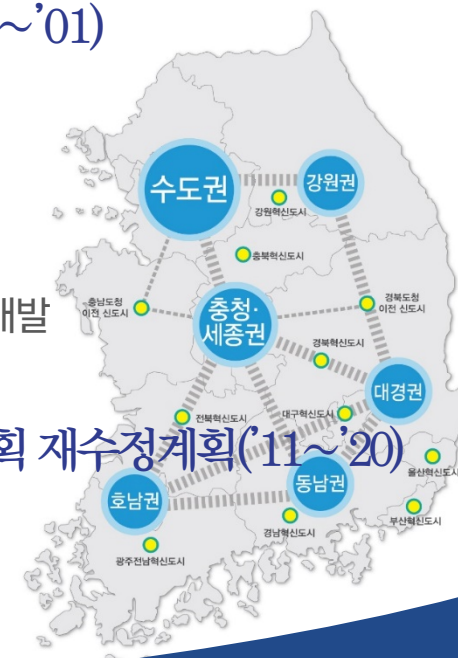 ~’01)
수도권
강원권
강원혁신도시
충북혁신도시
충남도청
이전 신도시
경북도청
이전 신도시
개발
충청·
세종권
경북혁신도시
대경권
전북혁신도시
대구혁신도시
획 재수정계획(’11~’20)
울산혁신도시
동남권
호남권
부산혁신도시
경남혁신도시
광주전남혁신도시